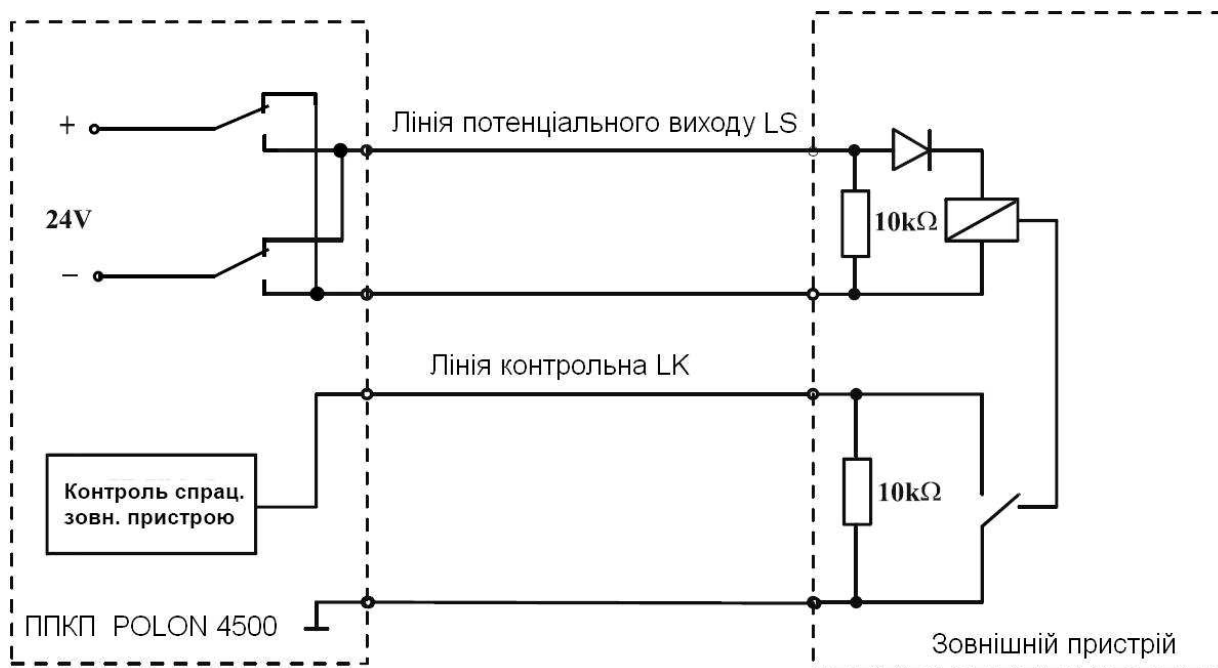 +
Лінія потенціального виходу LS
24V
10kΩ
−
Лінія контрольна LK
Контроль спрац.
зовн. пристрою
10kΩ
ППКП POLON 4500
Зовнішній пристрій